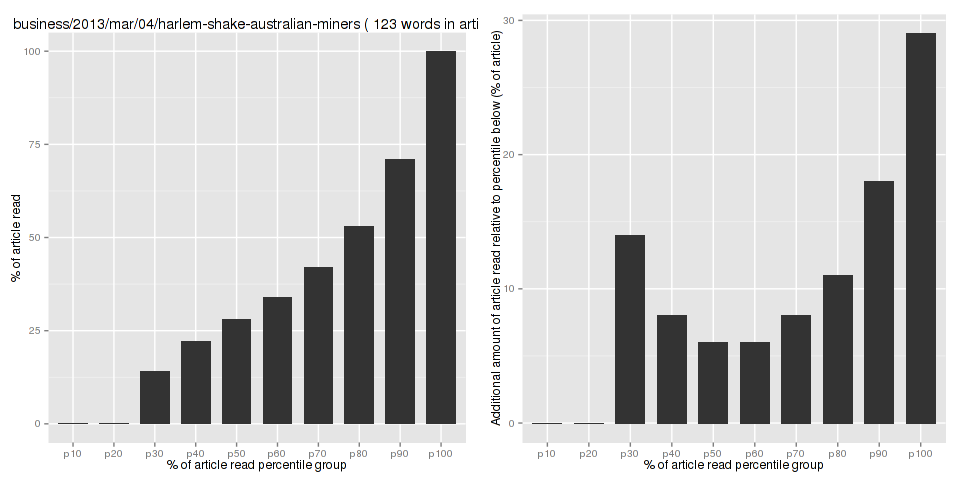 business/2013/mar/04/harlem-shake-australian-miners ( 123 words in arti
100
75
50
25
0
% of article read
p10 p20 p30 p40 p50 p60 p70 p80 p90 p100
% of article read percentile group
30
20
10
0
Additional amount of article read relative to percentile below (% of article)
p10 p20 p30 p40 p50 p60 p70 p80 p90 p100
% of article read percentile group